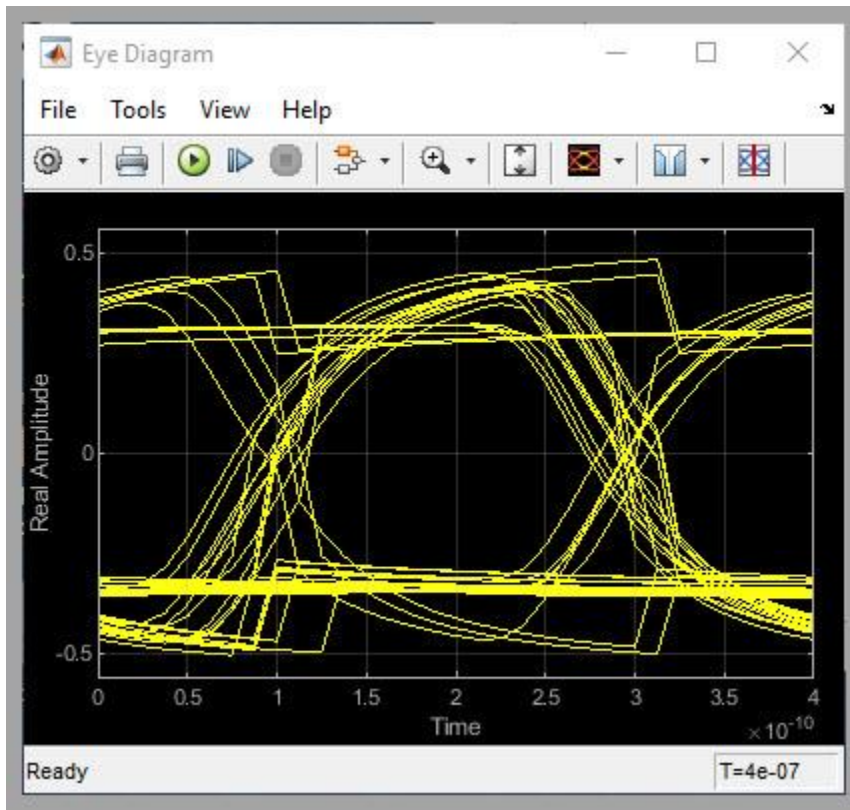 Eye Diagram
File Tools View Help
0.5
0
-0.5
Real Amplitude
0 0.5 1 1.5 2 2.5 3 3.5 4
Time
×10⁻¹⁰
Ready T=4e-07